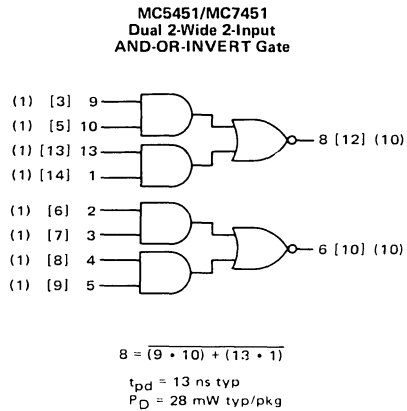 MC5451/MC7451
Dual 2-Wide 2-Input
AND-OR-INVERT Gate
(1) [3] 9
(1) [5] 10
(1) [13] 13
(1) [14] 1
8 [12] (10)
(1) [6] 2
(1) [7] 3
(1) [8] 4
(1) [9] 5
6 [10] (10)
8 = (9 • 10) + (13 • 1)
tpd = 13 ns typ
PD = 28 mW typ/pkg